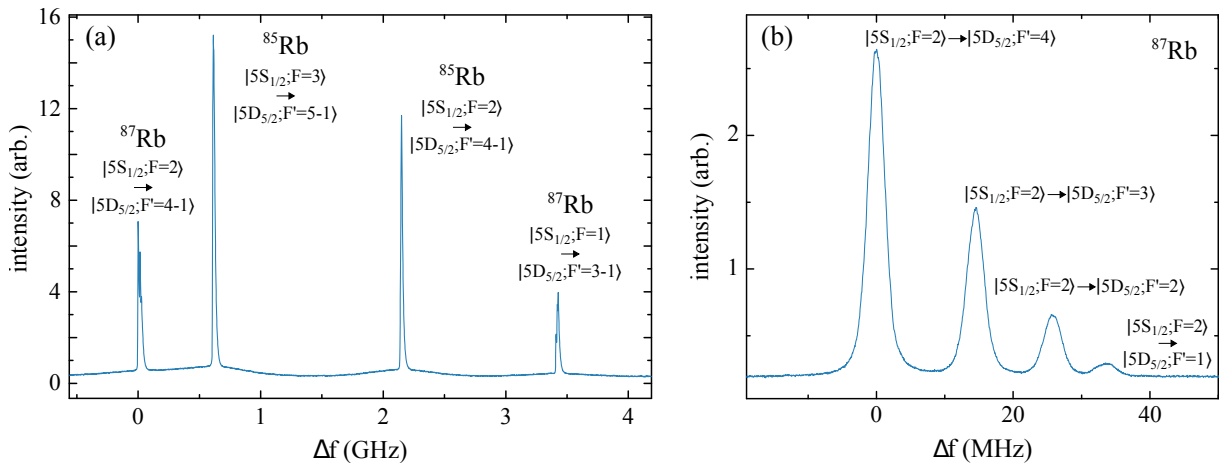 (a)
16
12
8
4
0
intensity (arb.)
⁸⁷Rb
|5S₁/₂;F=2⟩
→
|5D₅/₂;F'=4-1⟩
⁸⁵Rb
|5S₁/₂;F=3⟩
→
|5D₅/₂;F'=5-1⟩
⁸⁵Rb
|5S₁/₂;F=2⟩
→
|5D₅/₂;F'=4-1⟩
⁸⁷Rb
|5S₁/₂;F=1⟩
→
|5D₅/₂;F'=3-1⟩
0 1 2 3 4
Δf (GHz)
(b)
⁸⁷Rb
2
1
intensity (arb.)
|5S₁/₂;F=2⟩→|5D₅/₂;F'=4⟩
|5S₁/₂;F=2⟩→|5D₅/₂;F'=3⟩
|5S₁/₂;F=2⟩→|5D₅/₂;F'=2⟩
|5S₁/₂;F=2⟩
→
|5D₅/₂;F'=1⟩
0 20 40
Δf (MHz)